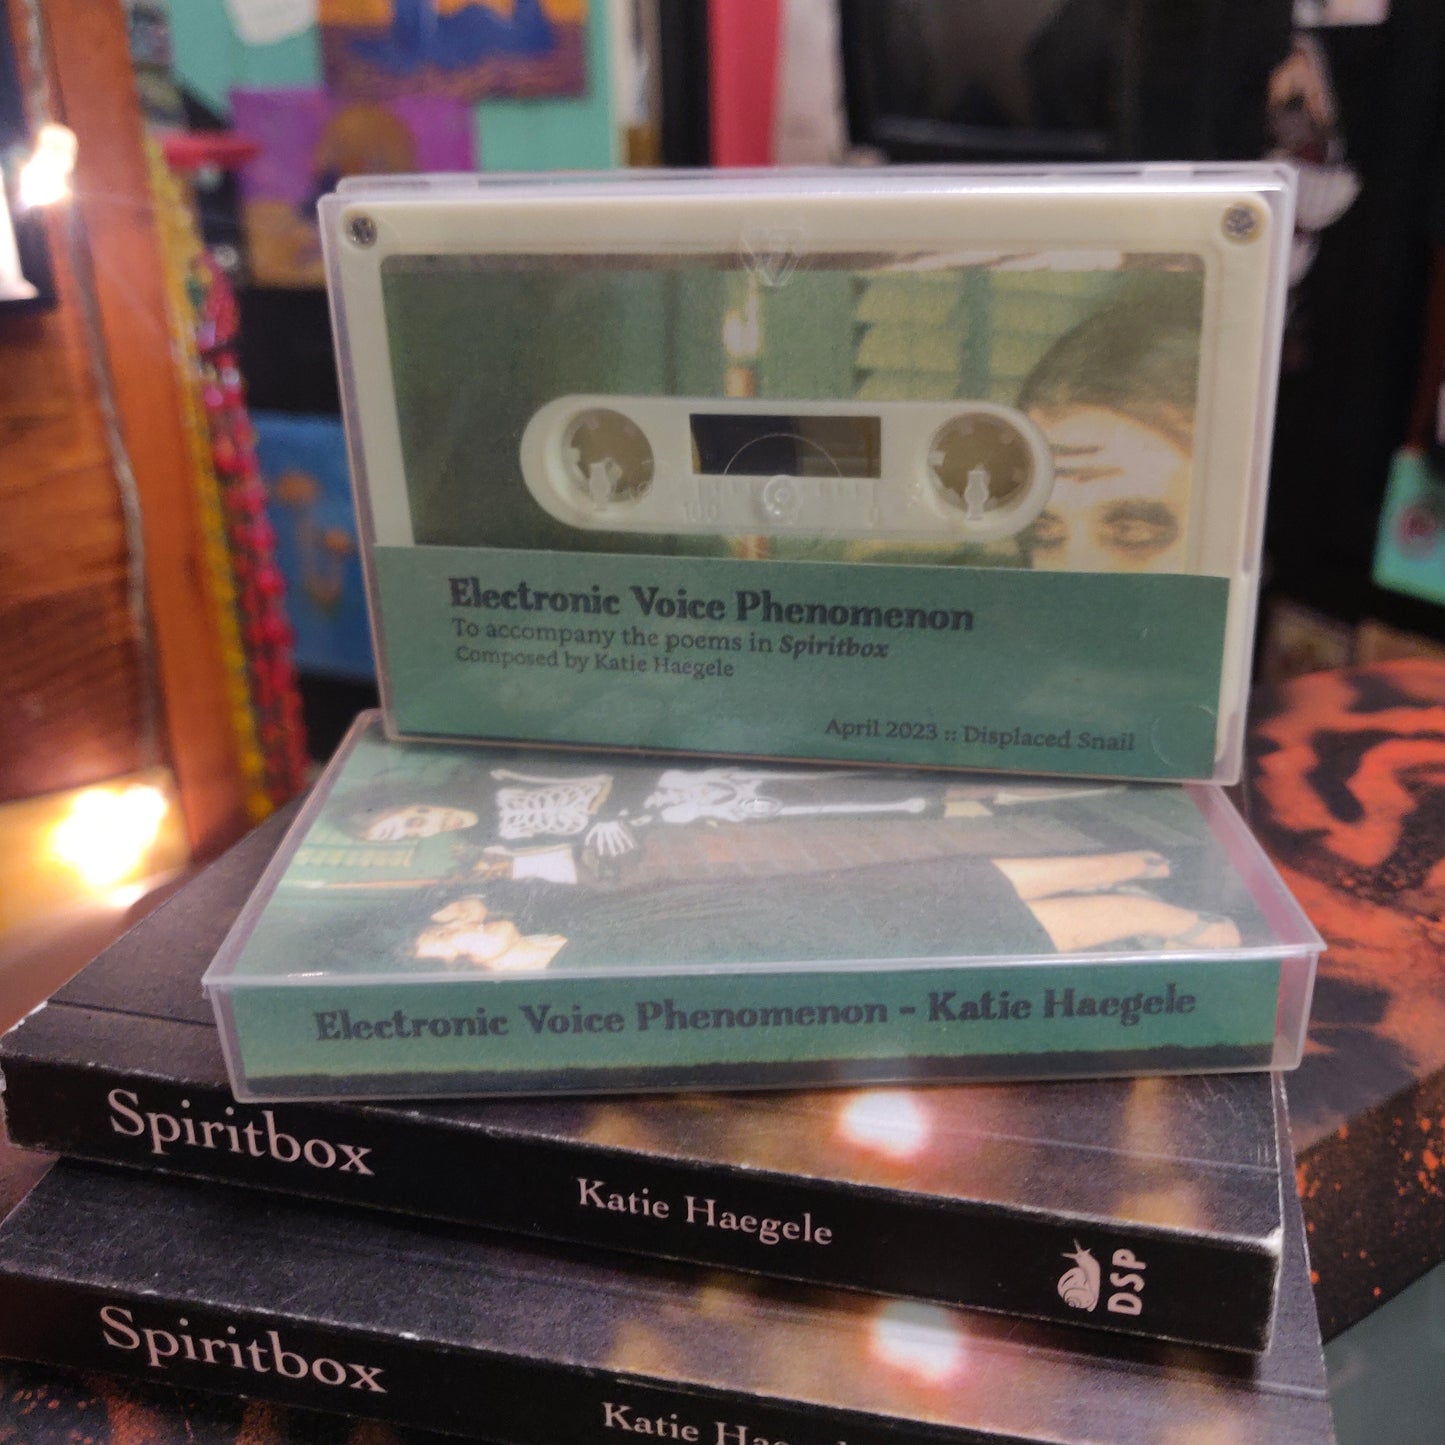 Electronic Voice Phenomenon
To accompany the poems in Spiritbox
Composed by Katie Haegele
April 2023 :: Displaced Snail
Electronic Voice Phenomenon - Katie Haegele
Spiritbox
Katie Haegele
DSP
Spiritbox
Katie